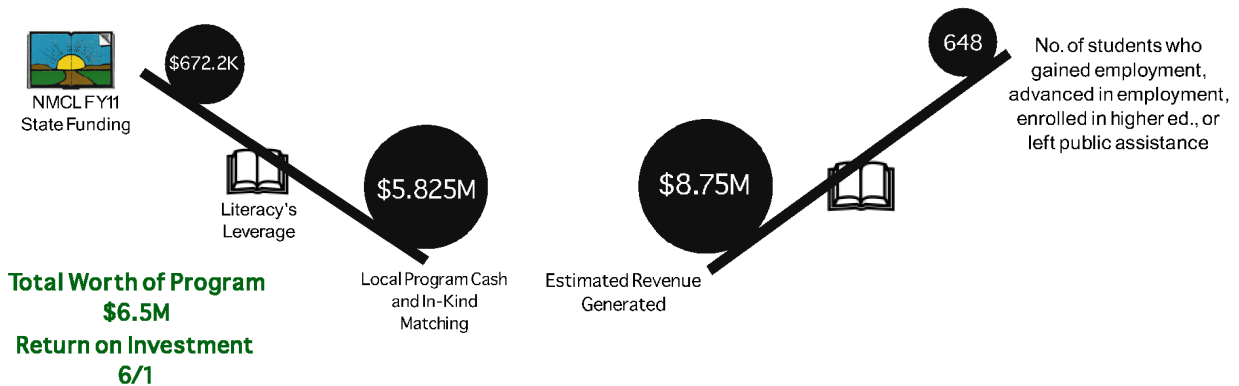 $672.2K
NMCL FY11
State Funding
Literacy's
Leverage
$5.825M
Local Program Cash
and In-Kind
Matching
Total Worth of Program
$6.5M
Return on Investment
6/1
$8.75M
Estimated Revenue
Generated
648
No. of students who
gained employment,
advanced in employment,
enrolled in higher ed., or
left public assistance